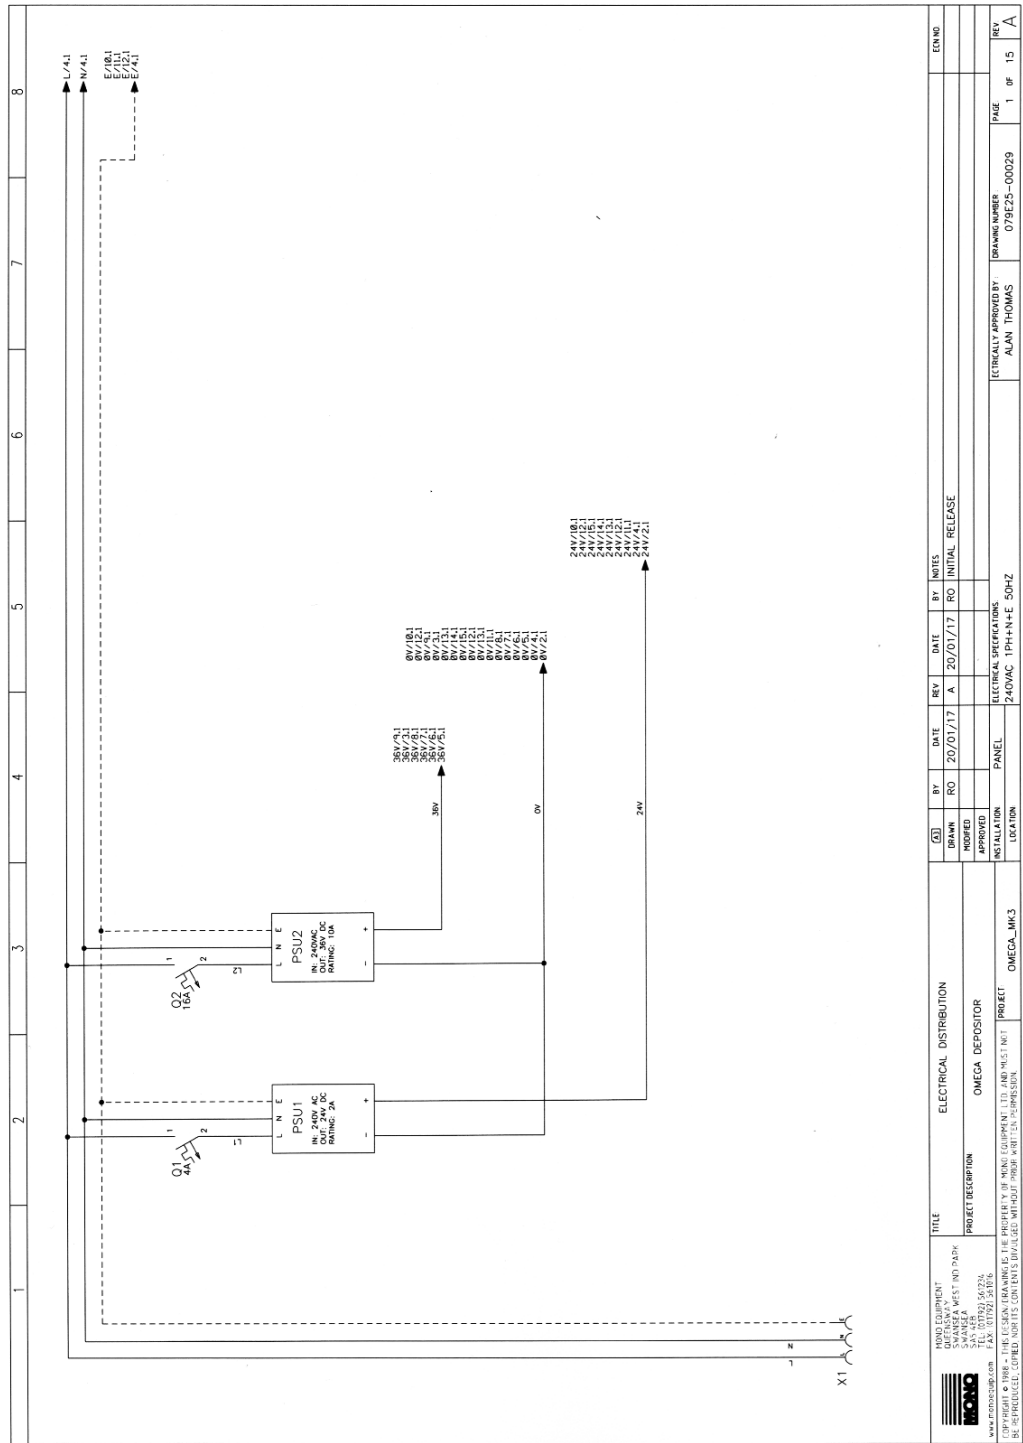 1
2
3
4
5
6
7
8
L/4.1
N/4.1
E/10.1
E/11.1
E/12.1
E/4.1
Q1
4A
1
2
L1
L N E
PSU1
IN: 240V AC
OUT: 24V DC
RATING: 2A
- +
Q2
16A
1
2
L2
L N E
PSU2
IN: 240VAC
OUT: 36V DC
RATING: 10A
- +
36V
36V/9.1
36V/3.1
36V/8.1
36V/7.1
36V/6.1
36V/5.1
0V
0V/10.1
0V/12.1
0V/9.1
0V/3.1
0V/13.1
0V/14.1
0V/15.1
0V/12.1
0V/13.1
0V/11.1
0V/8.1
0V/7.1
0V/6.1
0V/5.1
0V/4.1
0V/2.1
24V
24V/10.1
24V/12.1
24V/15.1
24V/14.1
24V/13.1
24V/12.1
24V/11.1
24V/4.1
24V/2.1
L
N
X1
MONO
www.monoequip.com
MONO EQUIPMENT
QUEENSWAY
SWANSEA WEST IND PARK
SWANSEA
SA5 4EB
TEL: (01792) 561234
FAX: (01792) 561016
TITLE
ELECTRICAL DISTRIBUTION
PROJECT DESCRIPTION
OMEGA DEPOSITOR
COPYRIGHT © 1988 - THIS DESIGN/DRAWING IS THE PROPERTY OF MONO EQUIPMENT LTD. AND MUST NOT
BE REPRODUCED, COPIED, NOR ITS CONTENTS DIVULGED WITHOUT PRIOR WRITTEN PERMISSION.
PROJECT
OMEGA_MK3
A3 BY DATE REV DATE BY NOTES ECN NO
DRAWN RO 20/01/17 A 20/01/17 RO INITIAL RELEASE
MODIFIED
APPROVED
INSTALLATION
LOCATION
PANEL
ELECTRICAL SPECIFICATIONS
240VAC 1PH+N+E 50HZ
ECTRICALLY APPROVED BY:
ALAN THOMAS
DRAWING NUMBER:
079E25-00029
PAGE
1 OF 15
REV
A